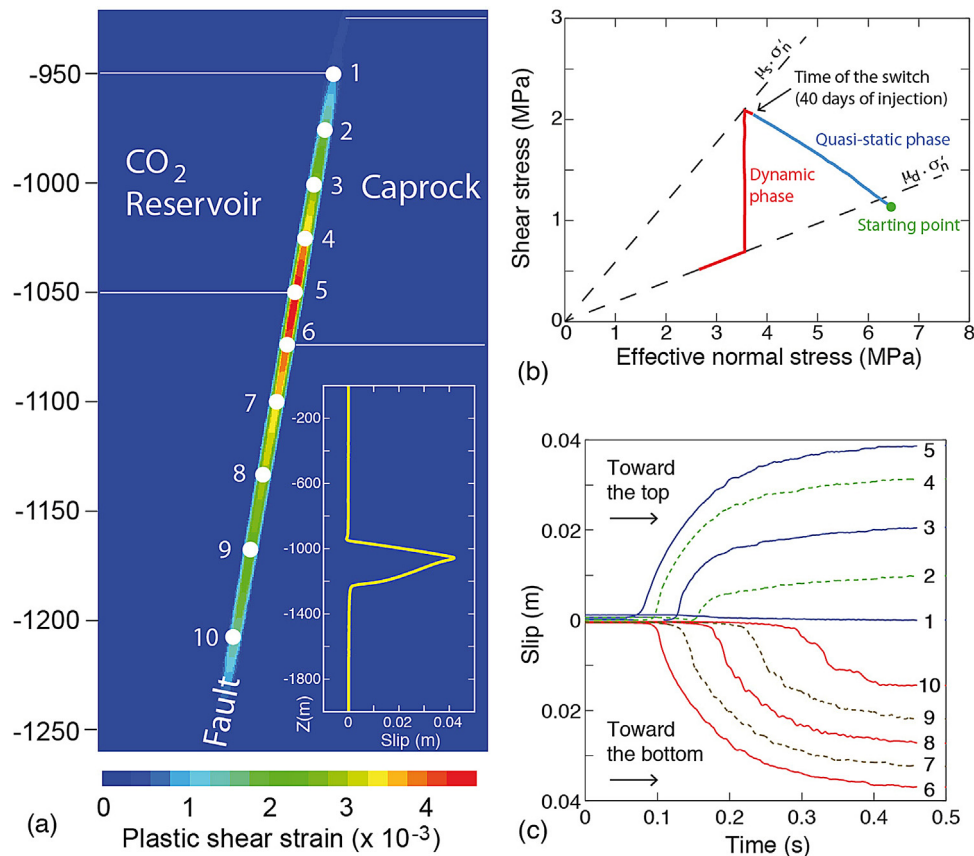 -950
-1000
-1050
-1100
-1150
-1200
-1250
CO2
Reservoir
Caprock
1
2
3
4
5
6
7
8
9
10
Fault
-200
-600
-1000
-1400
-1800
Z(m)
0 0.02 0.04
Slip (m)
0 1 2 3 4
Plastic shear strain (x 10-3)
(a)
Shear stress (MPa)
3
2
1
0
0 1 2 3 4 5 6 7 8
Effective normal stress (MPa)
μs. σ'n
Time of the switch
(40 days of injection)
Quasi-static phase
μd. σ'n
Dynamic
phase
Starting point
(b)
Slip (m)
0.04
0.02
0
0.02
0.04
Toward
the top
5
4
3
2
1
10
9
8
7
6
Toward
the bottom
0 0.1 0.2 0.3 0.4 0.5
Time (s)
(c)